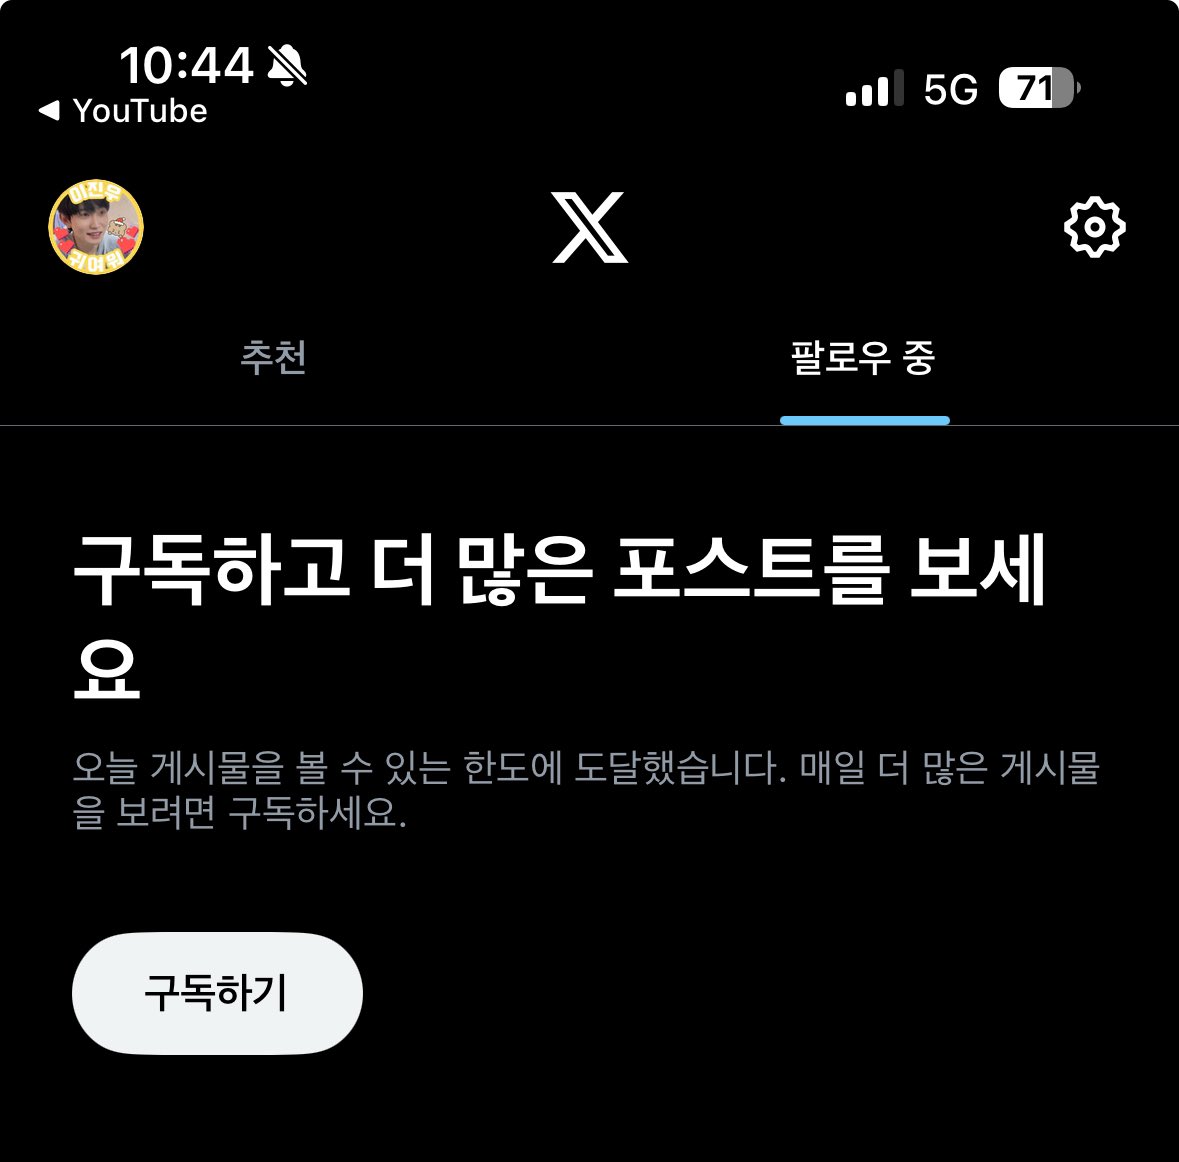 10:44
YouTube
5G
71
이진우
귀여워
추천
팔로우 중
구독하고 더 많은 포스트를 보세
요
오늘 게시물을 볼 수 있는 한도에 도달했습니다. 매일 더 많은 게시물
을 보려면 구독하세요.
구독하기